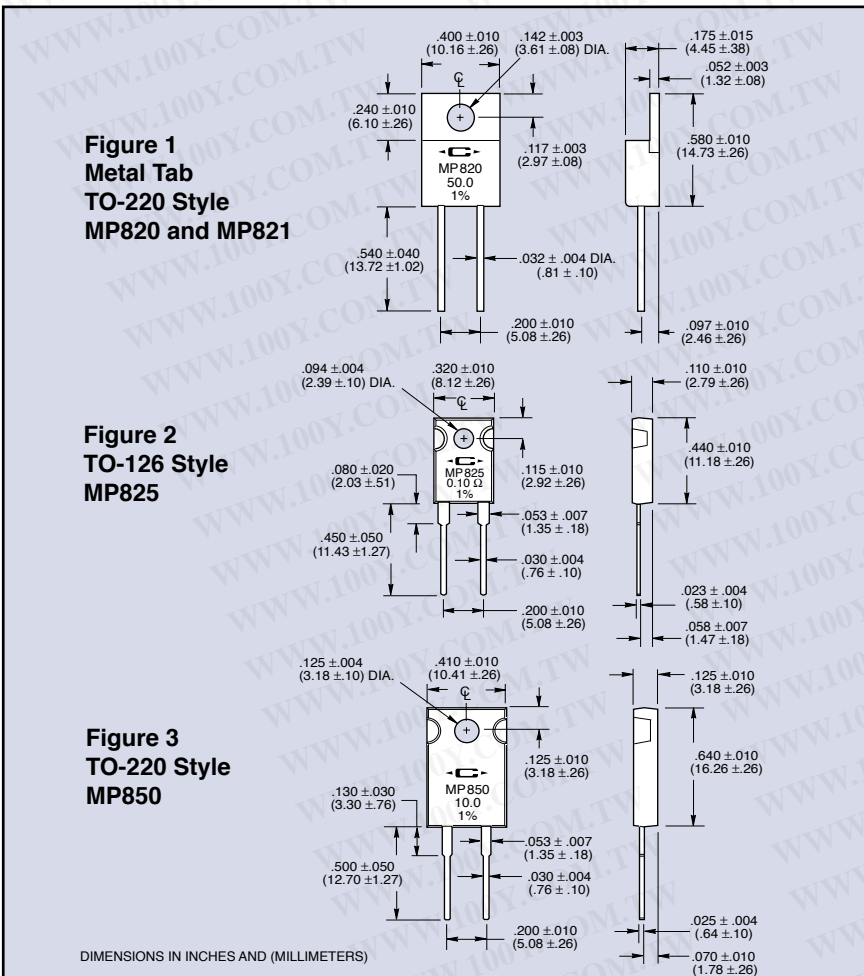 .400 ±.010
(10.16 ±.26)
.142 ±.003
(3.61 ±.08) DIA.
.175 ±.015
(4.45 ±.38)
.052 ±.003
(1.32 ±.08)
℄
.240 ±.010
(6.10 ±.26)
.117 ±.003
(2.97 ±.08)
.580 ±.010
(14.73 ±.26)
Figure 1
Metal Tab
TO-220 Style
MP820 and MP821
MP820
50.0
1%
.540 ±.040
(13.72 ±1.02)
.032 ± .004 DIA.
(.81 ± .10)
.200 ±.010
(5.08 ±.26)
.097 ±.010
(2.46 ±.26)
.094 ±.004
(2.39 ±.10) DIA.
.320 ±.010
(8.12 ±.26)
℄
.110 ±.010
(2.79 ±.26)
Figure 2
TO-126 Style
MP825
MP825
0.10 Ω
1%
.080 ±.020
(2.03 ±.51)
.115 ±.010
(2.92 ±.26)
.440 ±.010
(11.18 ±.26)
.053 ± .007
(1.35 ± .18)
.450 ±.050
(11.43 ±1.27)
.030 ± .004
(.76 ± .10)
.200 ±.010
(5.08 ±.26)
.023 ± .004
(.58 ±.10)
.058 ±.007
(1.47 ±.18)
.125 ±.004
(3.18 ±.10) DIA.
.410 ±.010
(10.41 ±.26)
℄
.125 ±.010
(3.18 ±.26)
Figure 3
TO-220 Style
MP850
MP850
10.0
1%
.125 ±.010
(3.18 ±.26)
.640 ±.010
(16.26 ±.26)
.130 ±.030
(3.30 ±.76)
.053 ±.007
(1.35 ± .18)
.500 ±.050
(12.70 ±1.27)
.030 ±.004
(.76 ±.10)
.200 ±.010
(5.08 ±.26)
.025 ±.004
(.64 ±.10)
.070 ±.010
(1.78 ±.26)
DIMENSIONS IN INCHES AND (MILLIMETERS)
WWW.100Y.COM.TW